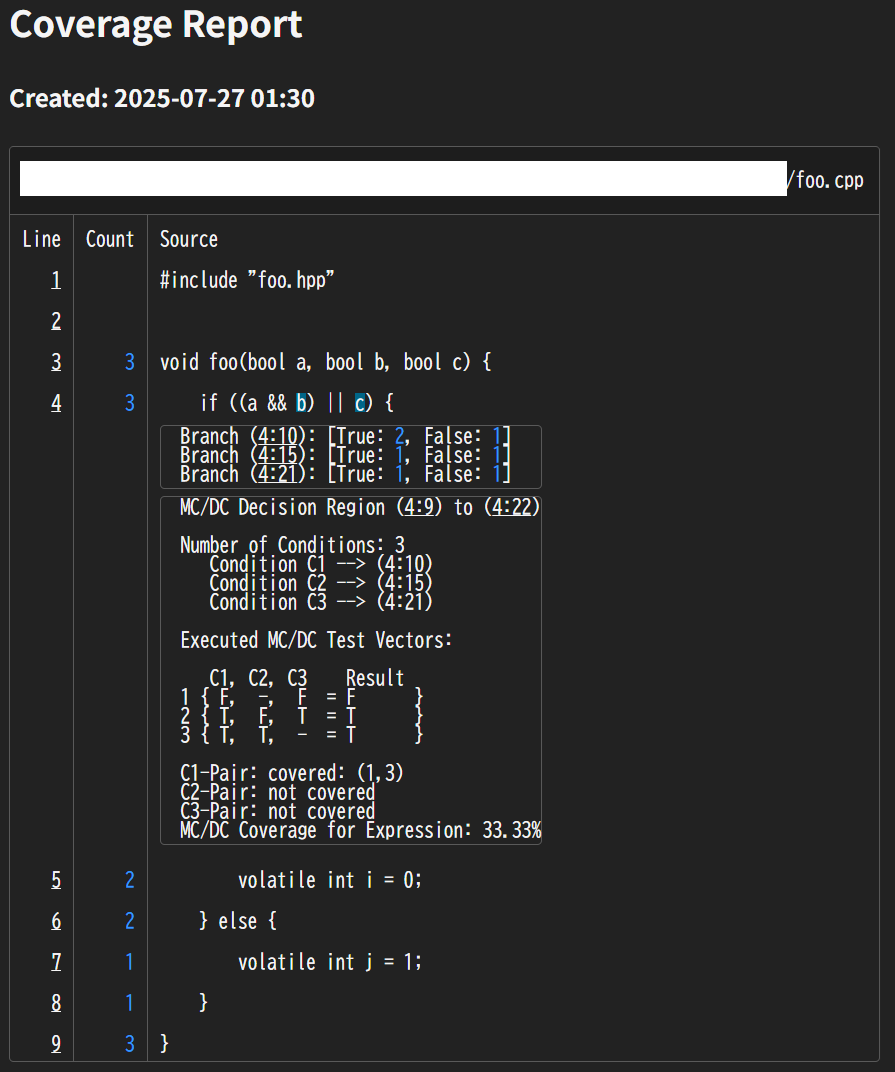 Coverage Report
Created: 2025-07-27 01:30
/foo.cpp
Line Count Source
1 #include "foo.hpp"
2
3 3 void foo(bool a, bool b, bool c) {
4 3 if ((a && b) || c) {
Branch (4:10): [True: 2, False: 1]
Branch (4:15): [True: 1, False: 1]
Branch (4:21): [True: 1, False: 1]
MC/DC Decision Region (4:9) to (4:22)
Number of Conditions: 3
Condition C1 --> (4:10)
Condition C2 --> (4:15)
Condition C3 --> (4:21)
Executed MC/DC Test Vectors:
C1, C2, C3 Result
1 { F, -, F = F }
2 { T, F, T = T }
3 { T, T, - = T }
C1-Pair: covered: (1,3)
C2-Pair: not covered
C3-Pair: not covered
MC/DC Coverage for Expression: 33.33%
5 2 volatile int i = 0;
6 2 } else {
7 1 volatile int j = 1;
8 1 }
9 3 }